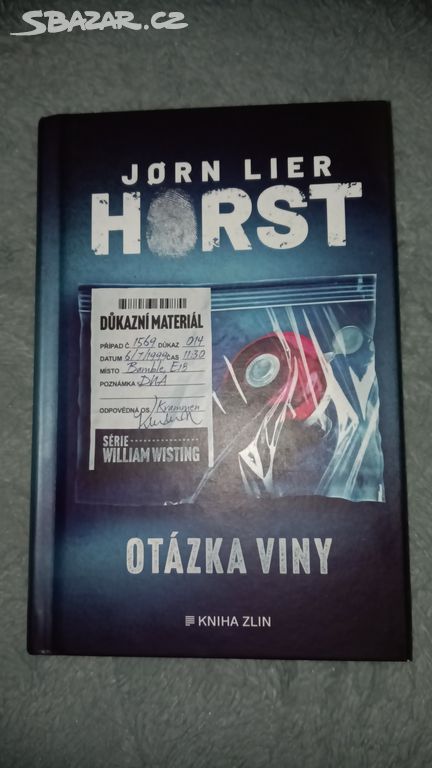 SBAZAR.CZ
JØRN LIER
HORST
DŮKAZNÍ MATERIÁL
PŘÍPAD Č. 1569 DŮKAZ 014
DATUM 6/7/1999 ČAS 11:30
MÍSTO Bamble, E18
POZNÁMKA DNA
ODPOVĚDNÁ OS.
SÉRIE
WILLIAM WISTING
OTÁZKA VINY
KNIHA ZLIN